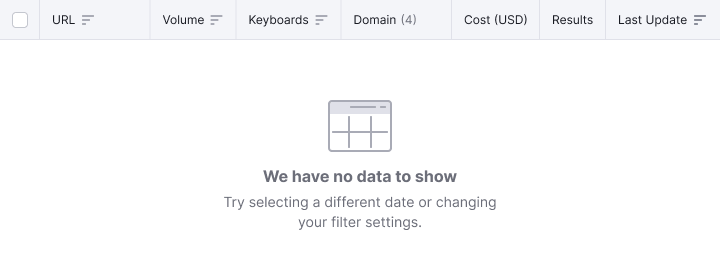 URL Volume Keyboards Domain (4) Cost (USD) Results Last Update
We have no data to show
Try selecting a different date or changing
your filter settings.